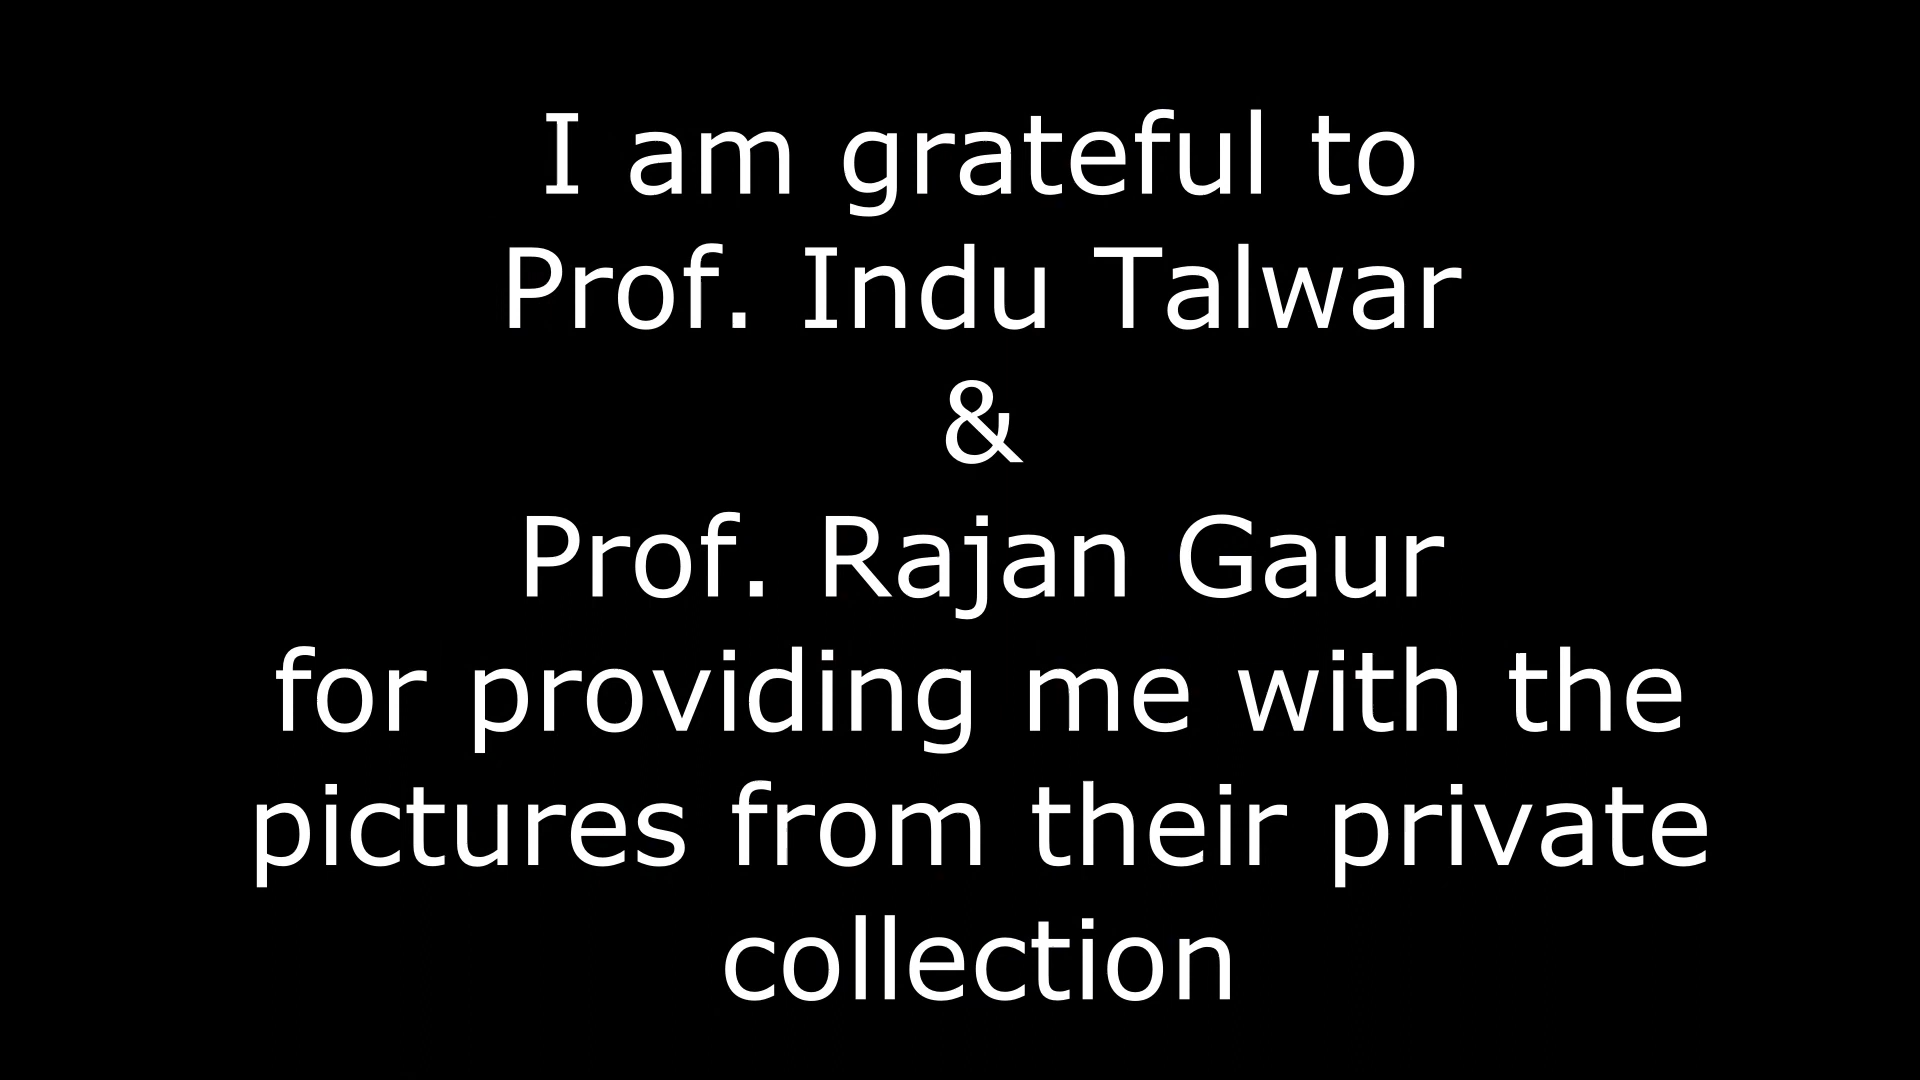 I am grateful to
Prof. Indu Talwar
&
Prof. Rajan Gaur
for providing me with the
pictures from their private
collection